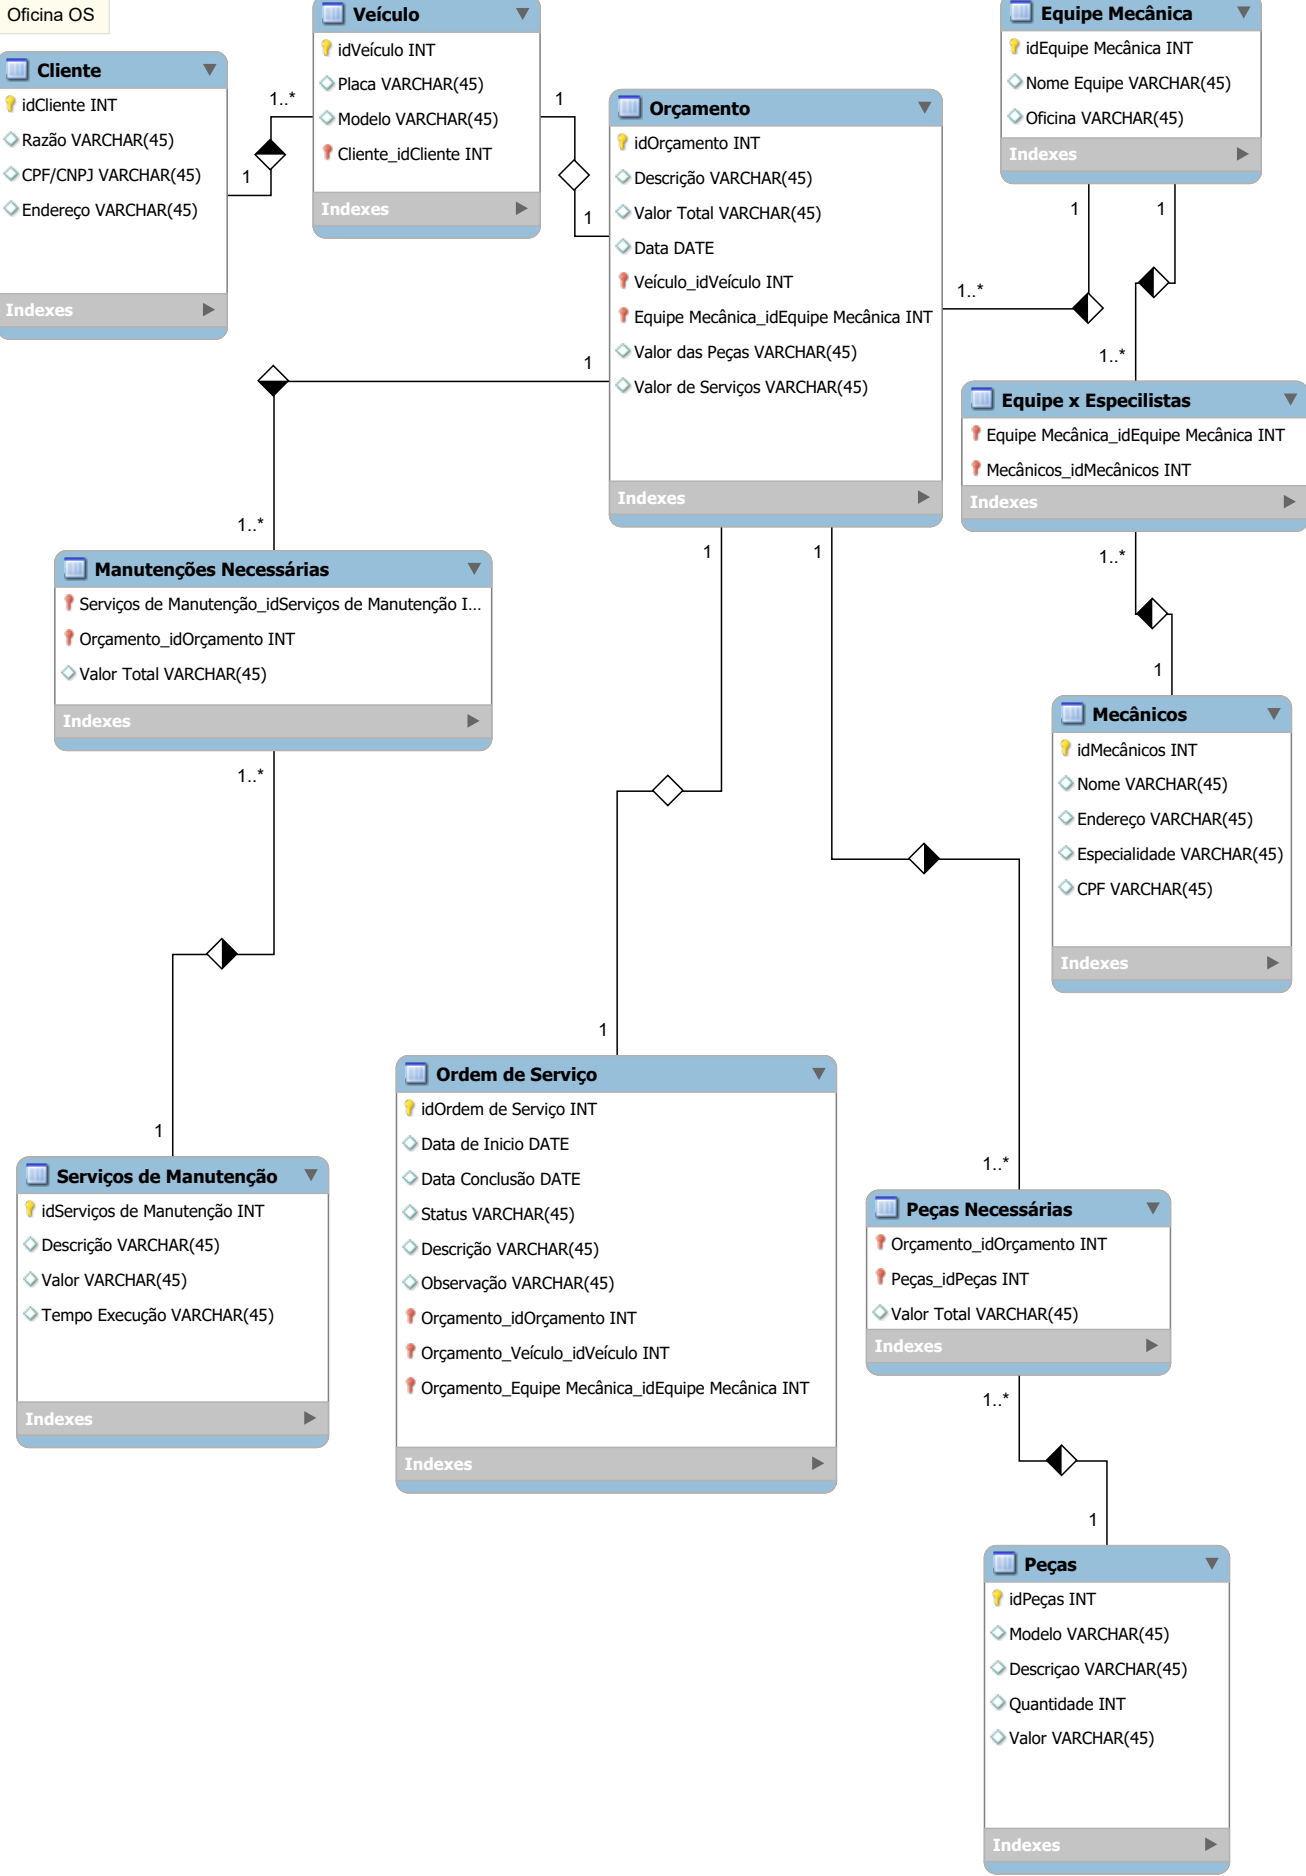 Oficina OS
Cliente
idCliente INT
Razão VARCHAR(45)
CPF/CNPJ VARCHAR(45)
Endereço VARCHAR(45)
Indexes
1
1..*
Veículo
idVeículo INT
Placa VARCHAR(45)
Modelo VARCHAR(45)
Cliente_idCliente INT
Indexes
1
1
Orçamento
idOrçamento INT
Descrição VARCHAR(45)
Valor Total VARCHAR(45)
Data DATE
Veículo_idVeículo INT
Equipe Mecânica_idEquipe Mecânica INT
Valor das Peças VARCHAR(45)
Valor de Serviços VARCHAR(45)
Indexes
Equipe Mecânica
idEquipe Mecânica INT
Nome Equipe VARCHAR(45)
Oficina VARCHAR(45)
Indexes
1
1
1..*
1..*
Equipe x Especilistas
Equipe Mecânica_idEquipe Mecânica INT
Mecânicos_idMecânicos INT
Indexes
1..*
1
Mecânicos
idMecânicos INT
Nome VARCHAR(45)
Endereço VARCHAR(45)
Especialidade VARCHAR(45)
CPF VARCHAR(45)
Indexes
1
1..*
Manutenções Necessárias
Serviços de Manutenção_idServiços de Manutenção I...
Orçamento_idOrçamento INT
Valor Total VARCHAR(45)
Indexes
1..*
1
Serviços de Manutenção
idServiços de Manutenção INT
Descrição VARCHAR(45)
Valor VARCHAR(45)
Tempo Execução VARCHAR(45)
Indexes
1
1
1
Ordem de Serviço
idOrdem de Serviço INT
Data de Inicio DATE
Data Conclusão DATE
Status VARCHAR(45)
Descrição VARCHAR(45)
Observação VARCHAR(45)
Orçamento_idOrçamento INT
Orçamento_Veículo_idVeículo INT
Orçamento_Equipe Mecânica_idEquipe Mecânica INT
Indexes
1..*
Peças Necessárias
Orçamento_idOrçamento INT
Peças_idPeças INT
Valor Total VARCHAR(45)
Indexes
1..*
1
Peças
idPeças INT
Modelo VARCHAR(45)
Descriçao VARCHAR(45)
Quantidade INT
Valor VARCHAR(45)
Indexes